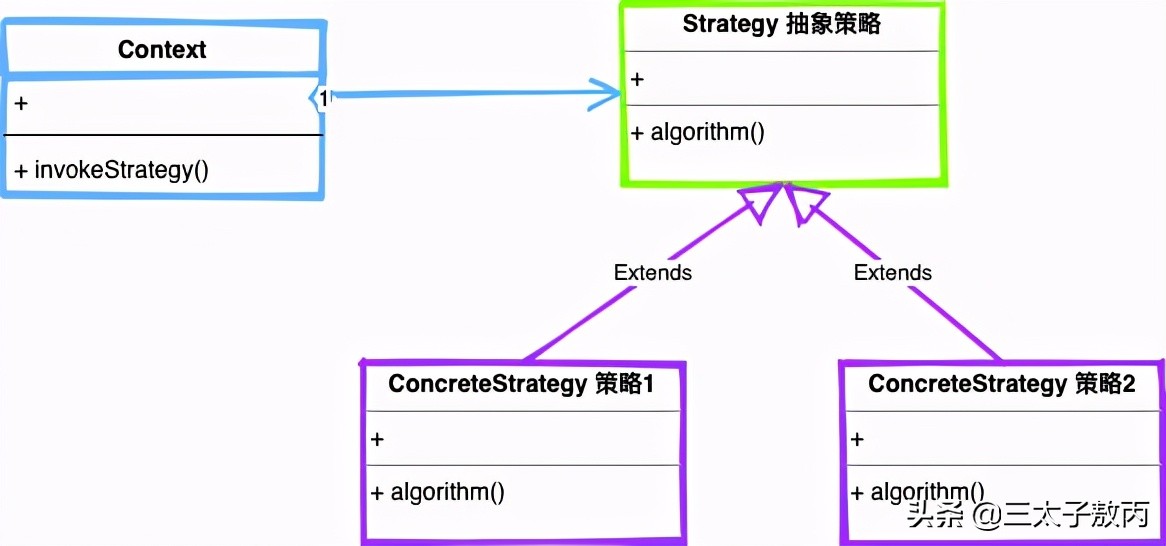 Context
+
1
+ invokeStrategy()
Strategy 抽象策略
+
+ algorithm()
Extends
Extends
ConcreteStrategy 策略1
+
+ algorithm()
ConcreteStrategy 策略2
+
+ algorithm()
头条 @三太子敖丙